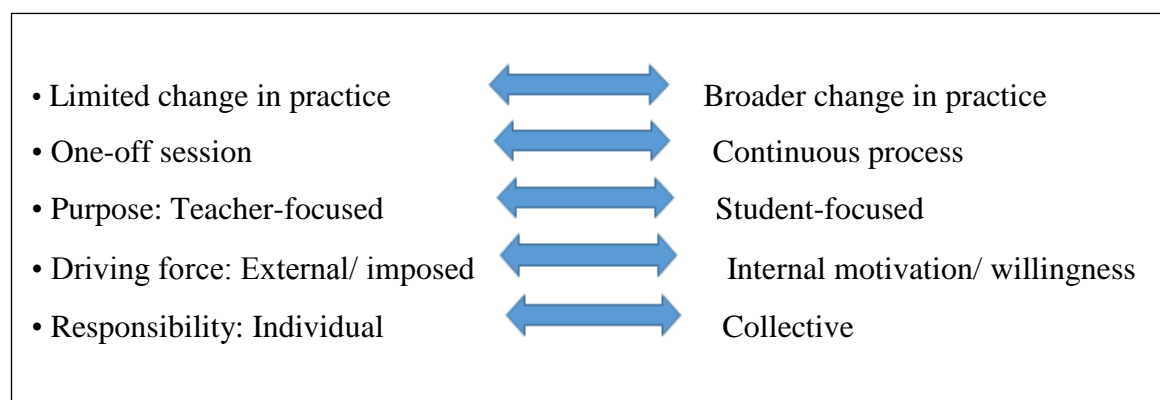 • Limited change in practice Broader change in practice
• One-off session Continuous process
• Purpose: Teacher-focused Student-focused
• Driving force: External/ imposed Internal motivation/ willingness
• Responsibility: Individual Collective